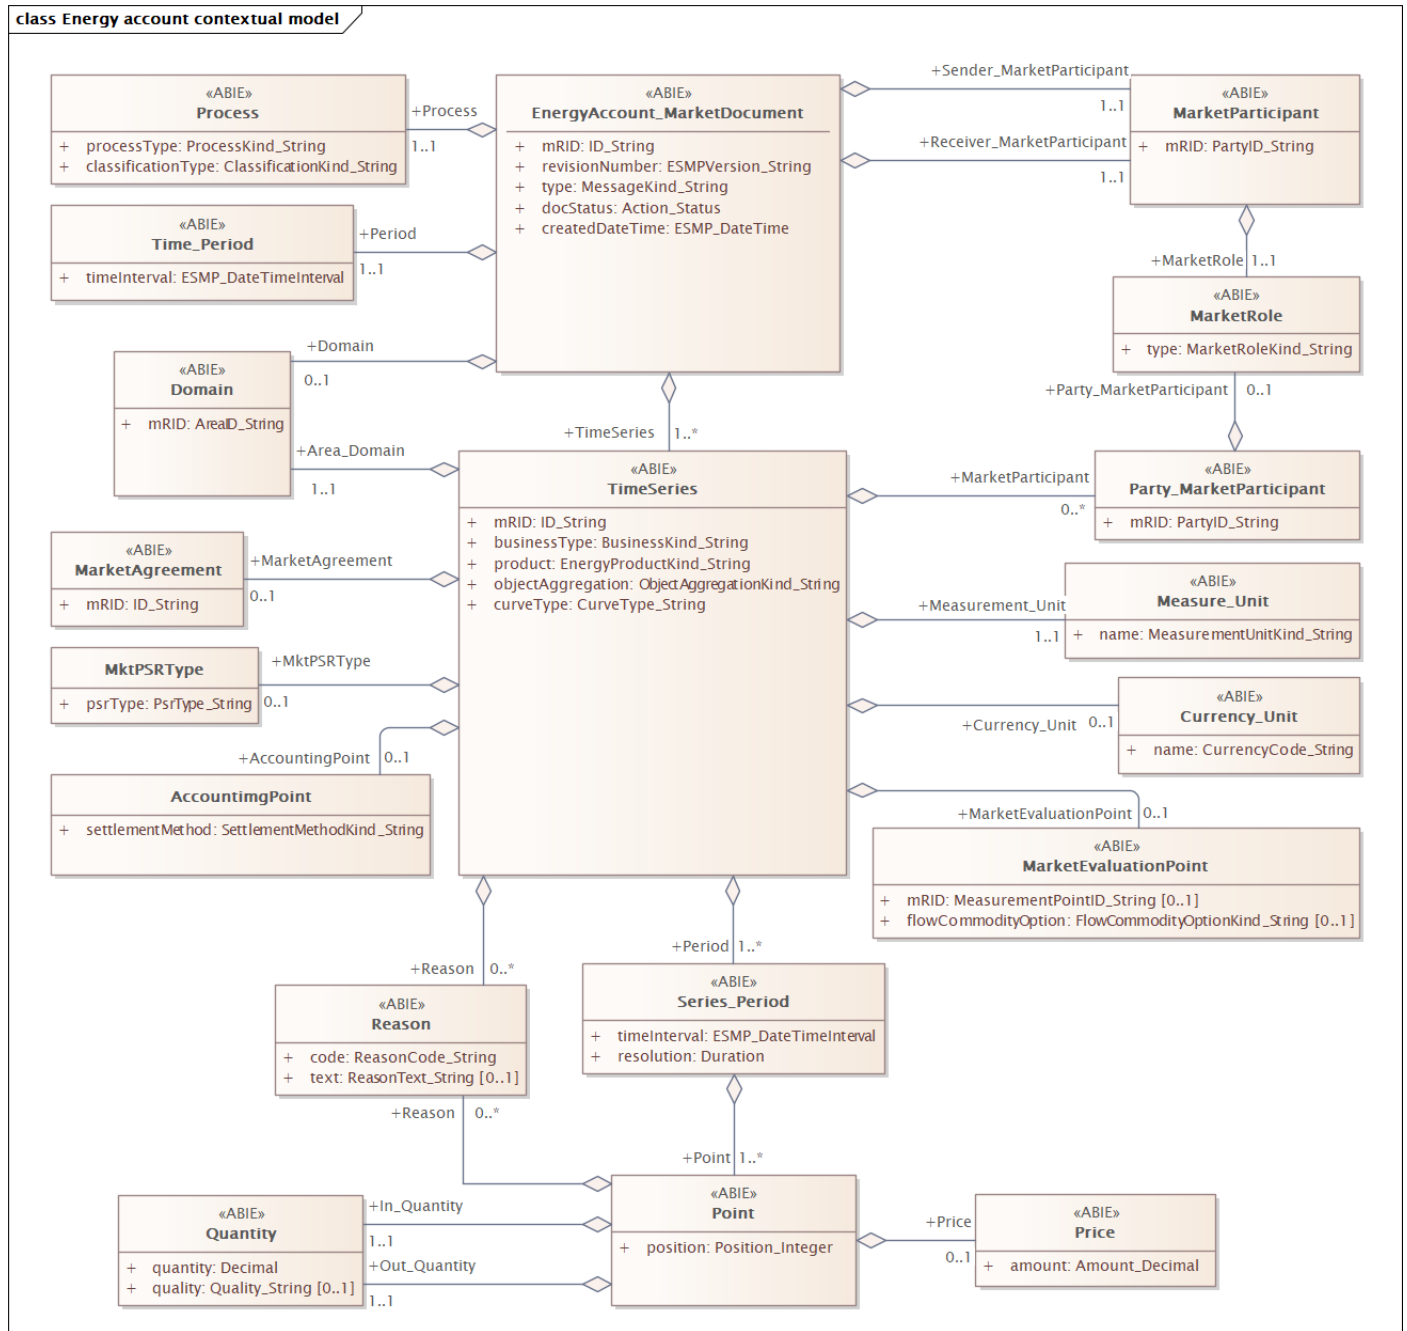 class Energy account contextual model
«ABIE»
Process
+ processType: ProcessKind_String
+ classificationType: ClassificationKind_String
+Process
1..1
«ABIE»
EnergyAccount_MarketDocument
+ mRID: ID_String
+ revisionNumber: ESMPVersion_String
+ type: MessageKind_String
+ docStatus: Action_Status
+ createdDateTime: ESMP_DateTime
+Sender_MarketParticipant
1..1
+Receiver_MarketParticipant
1..1
«ABIE»
MarketParticipant
+ mRID: PartyID_String
«ABIE»
Time_Period
+ timeInterval: ESMP_DateTimeInterval
+Period
1..1
+MarketRole
1..1
«ABIE»
MarketRole
+ type: MarketRoleKind_String
+Domain
0..1
«ABIE»
Domain
+ mRID: AreaID_String
+Area_Domain
1..1
+TimeSeries
1..*
+Party_MarketParticipant
0..1
«ABIE»
TimeSeries
+ mRID: ID_String
+ businessType: BusinessKind_String
+ product: EnergyProductKind_String
+ objectAggregation: ObjectAggregationKind_String
+ curveType: CurveType_String
+MarketParticipant
0..*
«ABIE»
Party_MarketParticipant
+ mRID: PartyID_String
«ABIE»
MarketAgreement
+ mRID: ID_String
+MarketAgreement
0..1
+Measurement_Unit
1..1
«ABIE»
Measure_Unit
+ name: MeasurementUnitKind_String
MktPSRType
+ psrType: PsrType_String
+MktPSRType
0..1
+Currency_Unit
0..1
«ABIE»
Currency_Unit
+ name: CurrencyCode_String
+AccountingPoint
0..1
AccountimgPoint
+ settlementMethod: SettlementMethodKind_String
+MarketEvaluationPoint
0..1
«ABIE»
MarketEvaluationPoint
+ mRID: MeasurementPointID_String [0..1]
+ flowCommodityOption: FlowCommodityOptionKind_String [0..1]
+Reason
0..*
«ABIE»
Reason
+ code: ReasonCode_String
+ text: ReasonText_String [0..1]
+Reason
0..*
+Period
1..*
«ABIE»
Series_Period
+ timeInterval: ESMP_DateTimeInterval
+ resolution: Duration
+Point
1..*
«ABIE»
Quantity
+ quantity: Decimal
+ quality: Quality_String [0..1]
+In_Quantity
1..1
+Out_Quantity
1..1
«ABIE»
Point
+ position: Position_Integer
+Price
0..1
«ABIE»
Price
+ amount: Amount_Decimal